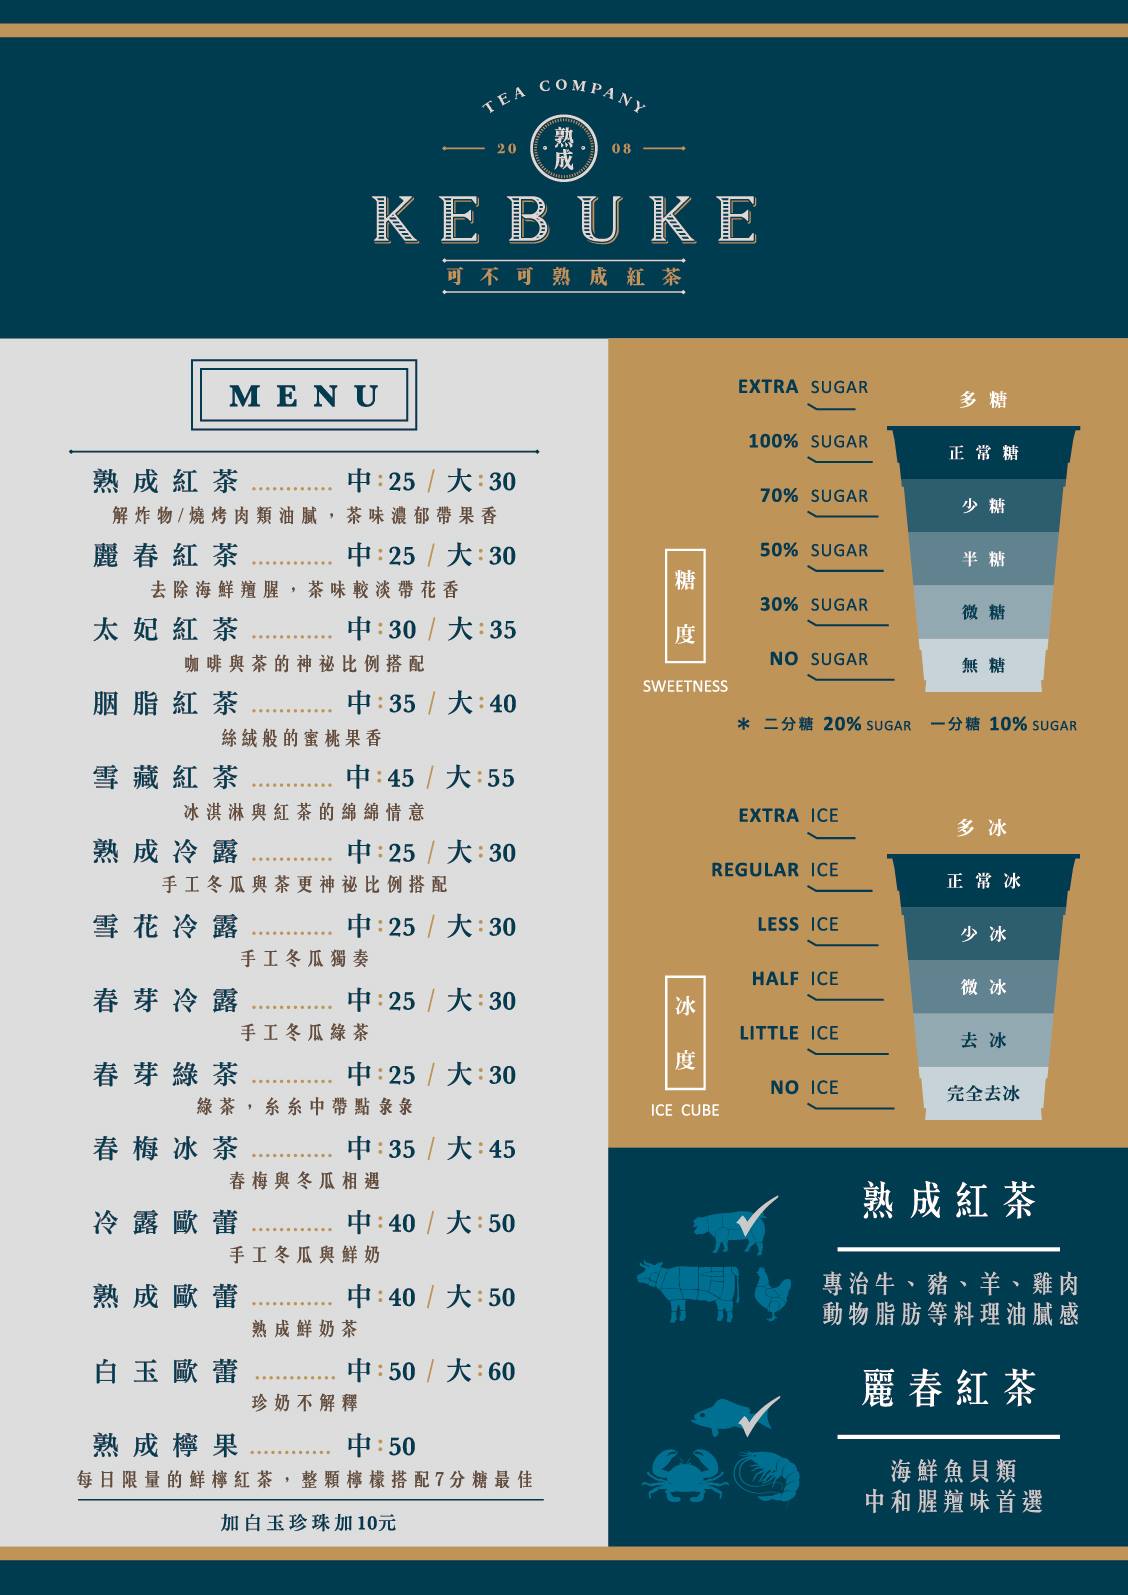 TEA COMPANY
20 熟成 08
KEBUKE
可不可熟成紅茶
MENU
熟成紅茶 ............ 中:25 / 大:30
解炸物/燒烤肉類油膩,茶味濃郁帶果香
麗春紅茶 ............ 中:25 / 大:30
去除海鮮羶腥,茶味較淡帶花香
太妃紅茶 ............ 中:30 / 大:35
咖啡與茶的神祕比例搭配
胭脂紅茶 ............ 中:35 / 大:40
絲絨般的蜜桃果香
雪藏紅茶 ............ 中:45 / 大:55
冰淇淋與紅茶的綿綿情意
熟成冷露 ............ 中:25 / 大:30
手工冬瓜與茶更神祕比例搭配
雪花冷露 ............ 中:25 / 大:30
手工冬瓜獨奏
春芽冷露 ............ 中:25 / 大:30
手工冬瓜綠茶
春芽綠茶 ............ 中:25 / 大:30
綠茶,糸糸中帶點彖彖
春梅冰茶 ............ 中:35 / 大:45
春梅與冬瓜相遇
冷露歐蕾 ............ 中:40 / 大:50
手工冬瓜與鮮奶
熟成歐蕾 ............ 中:40 / 大:50
熟成鮮奶茶
白玉歐蕾 ............ 中:50 / 大:60
珍奶不解釋
熟成檸果 ............ 中:50
每日限量的鮮檸紅茶,整顆檸檬搭配7分糖最佳
加白玉珍珠加10元
糖度
SWEETNESS
EXTRA SUGAR 多糖
100% SUGAR 正常糖
70% SUGAR 少糖
50% SUGAR 半糖
30% SUGAR 微糖
NO SUGAR 無糖
* 二分糖 20% SUGAR 一分糖 10% SUGAR
冰度
ICE CUBE
EXTRA ICE 多冰
REGULAR ICE 正常冰
LESS ICE 少冰
HALF ICE 微冰
LITTLE ICE 去冰
NO ICE 完全去冰
熟成紅茶
專治牛、豬、羊、雞肉
動物脂肪等料理油膩感
麗春紅茶
海鮮魚貝類
中和腥羶味首選